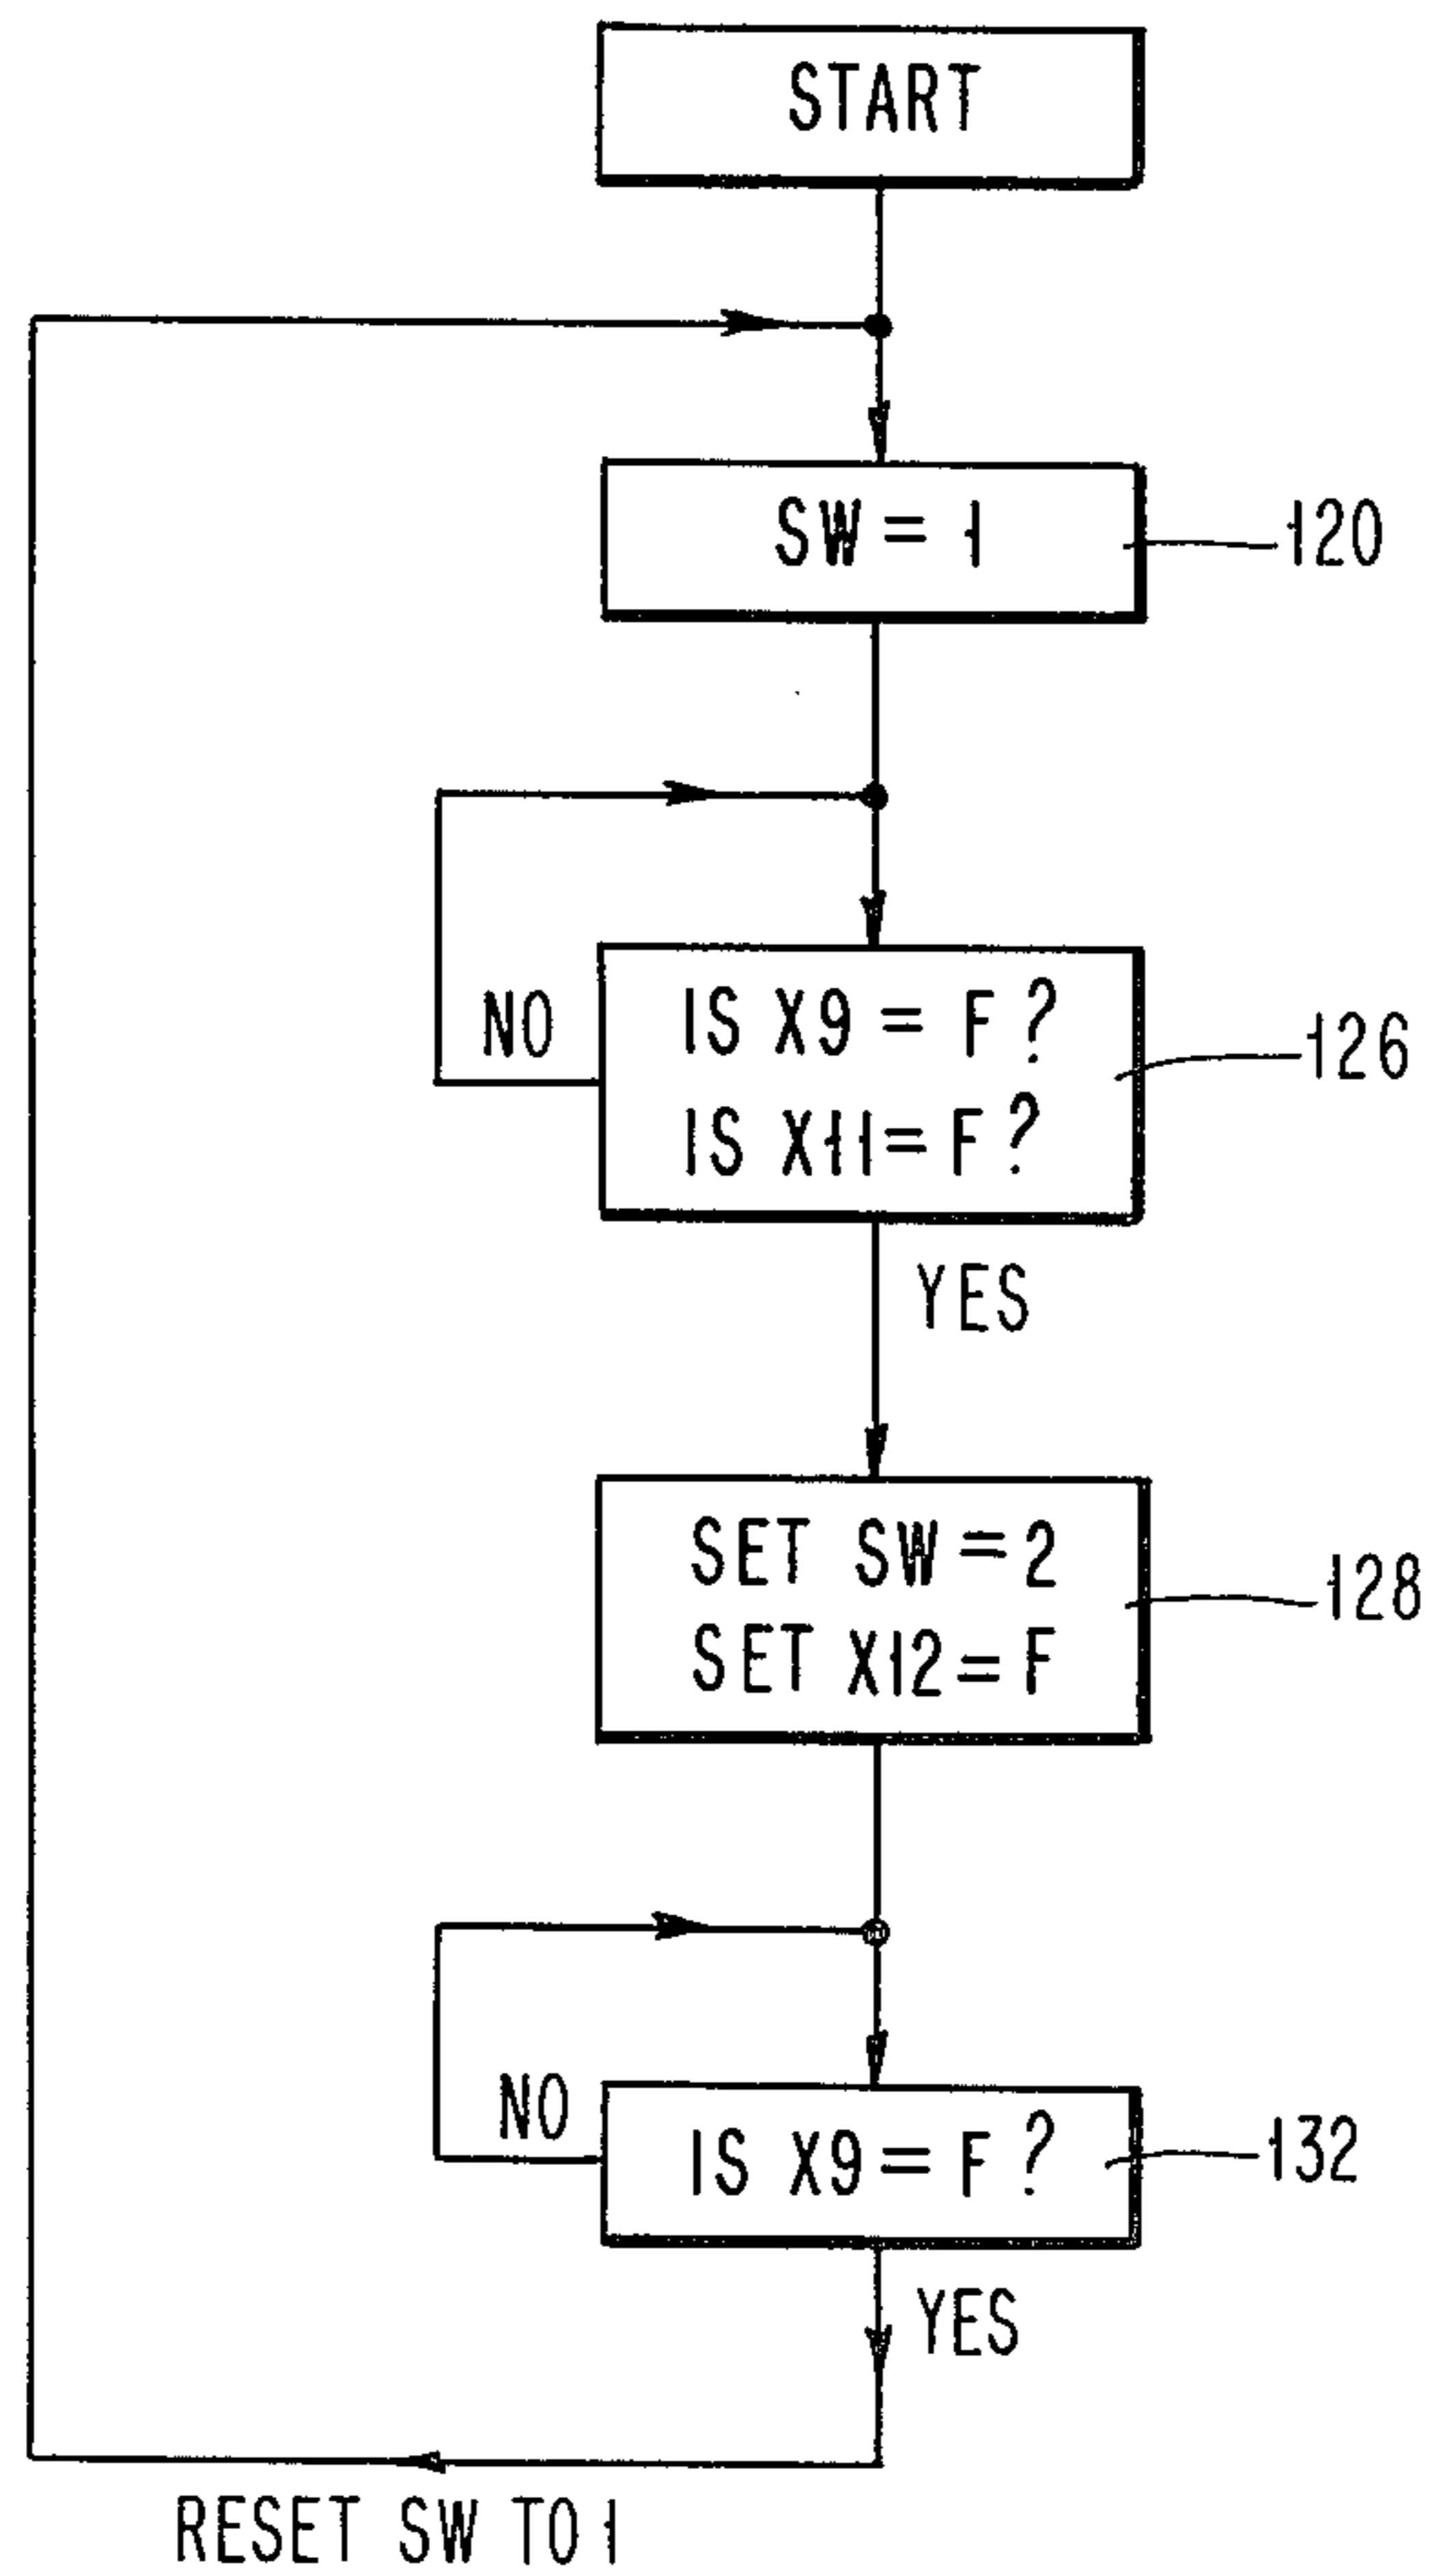 START
SW = 1
120
NO
IS X9 = F ?
IS X11 = F ?
126
YES
SET SW = 2
SET X12 = F
128
NO
IS X9 = F ?
132
YES
RESET SW TO 1